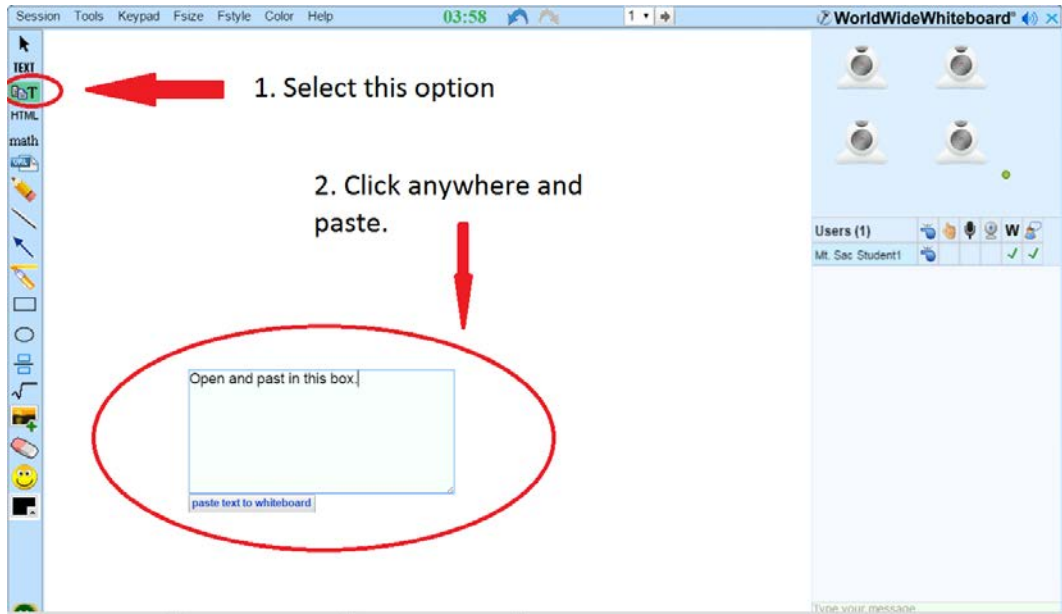 Session Tools Keypad Fsize Fstyle Color Help 03:58 1 WorldWideWhiteboard®
TEXT
T
HTML
math
URL
1. Select this option
2. Click anywhere and
paste.
Users (1) W
Mt. Sac Student1
Open and past in this box.
paste text to whiteboard
Type your message